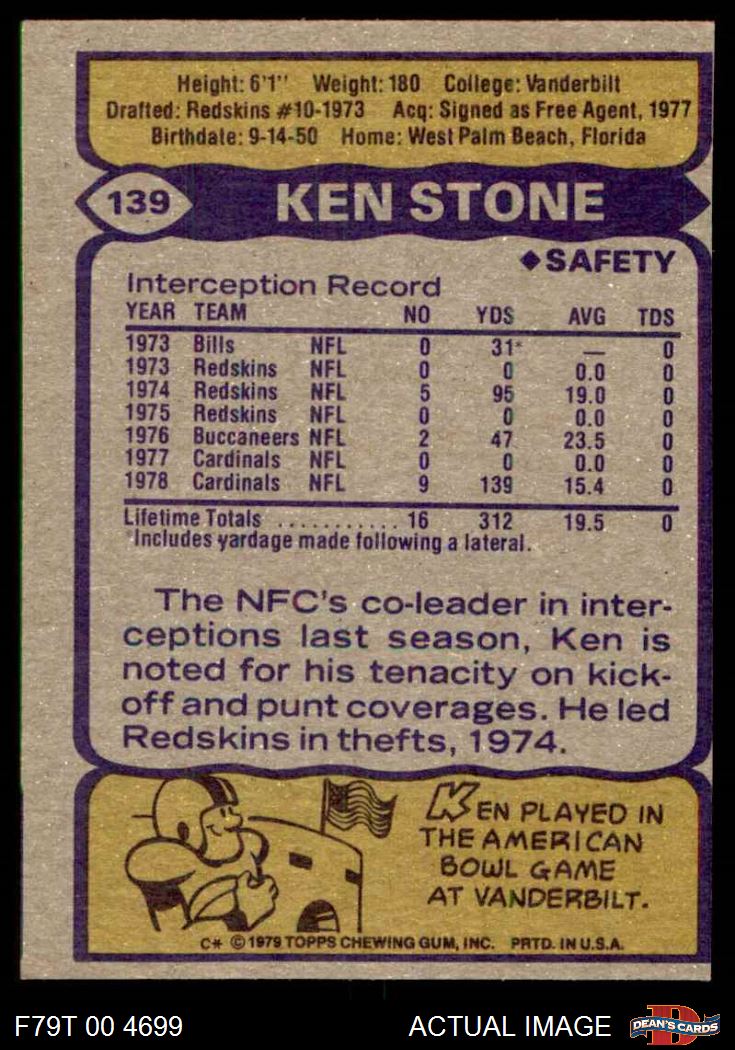 Height: 6'1" Weight: 180 College: Vanderbilt
Drafted: Redskins #10-1973 Acq: Signed as Free Agent, 1977
Birthdate: 9-14-50 Home: West Palm Beach, Florida
139 KEN STONE
◆SAFETY
Interception Record
YEAR TEAM NO YDS AVG TDS
1973 Bills NFL 0 31* — 0
1973 Redskins NFL 0 0 0.0 0
1974 Redskins NFL 5 95 19.0 0
1975 Redskins NFL 0 0 0.0 0
1976 Buccaneers NFL 2 47 23.5 0
1977 Cardinals NFL 0 0 0.0 0
1978 Cardinals NFL 9 139 15.4 0
Lifetime Totals ........... 16 312 19.5 0
*Includes yardage made following a lateral.
The NFC's co-leader in inter-
ceptions last season, Ken is
noted for his tenacity on kick-
off and punt coverages. He led
Redskins in thefts, 1974.
KEN PLAYED IN
THE AMERICAN
BOWL GAME
AT VANDERBILT.
C* © 1979 TOPPS CHEWING GUM, INC. PRTD. IN U.S.A.
F79T 00 4699 ACTUAL IMAGE D DEAN'S CARDS